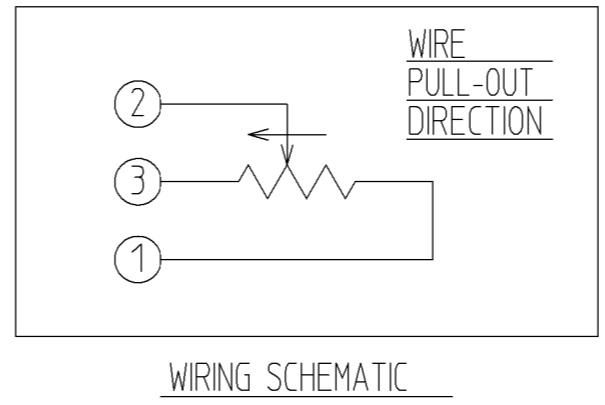 WIRE
PULL-OUT
DIRECTION
2
3
1
WIRING SCHEMATIC